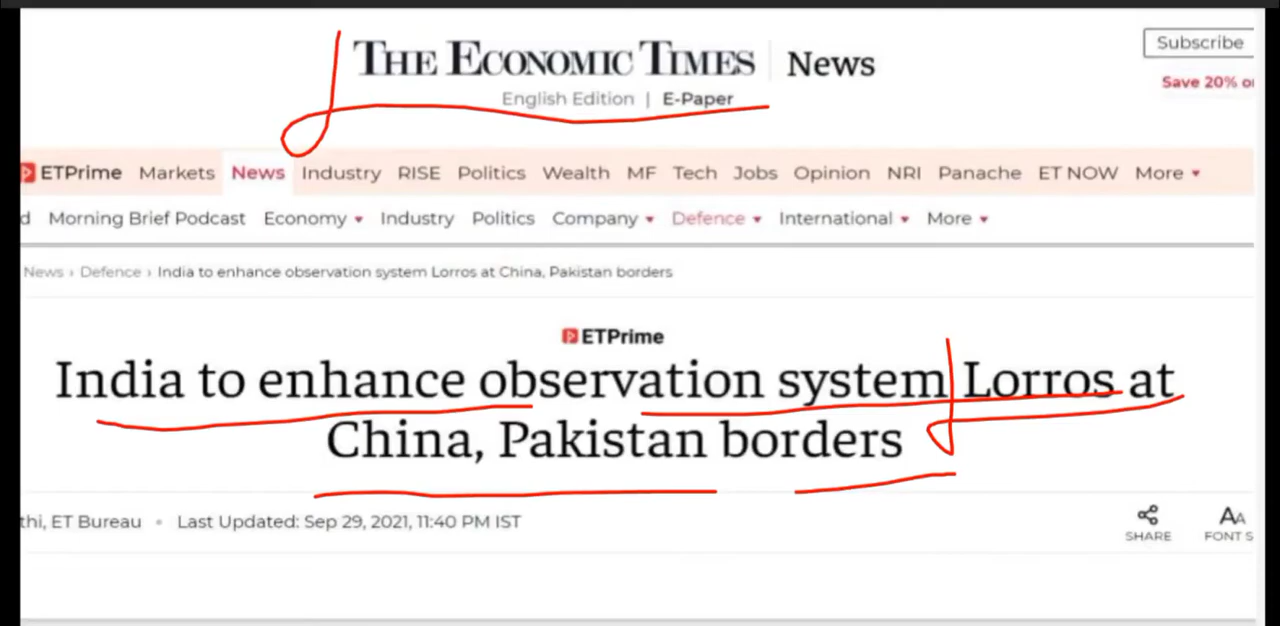 THE ECONOMIC TIMES | News
Subscribe
English Edition | E-Paper
Save 20% o
ETPrime Markets News Industry RISE Politics Wealth MF Tech Jobs Opinion NRI Panache ET NOW More
d Morning Brief Podcast Economy Industry Politics Company Defence International More
News › Defence › India to enhance observation system Lorros at China, Pakistan borders
ETPrime
India to enhance observation system Lorros at
China, Pakistan borders
thi, ET Bureau • Last Updated: Sep 29, 2021, 11:40 PM IST
SHARE
AA
FONT S